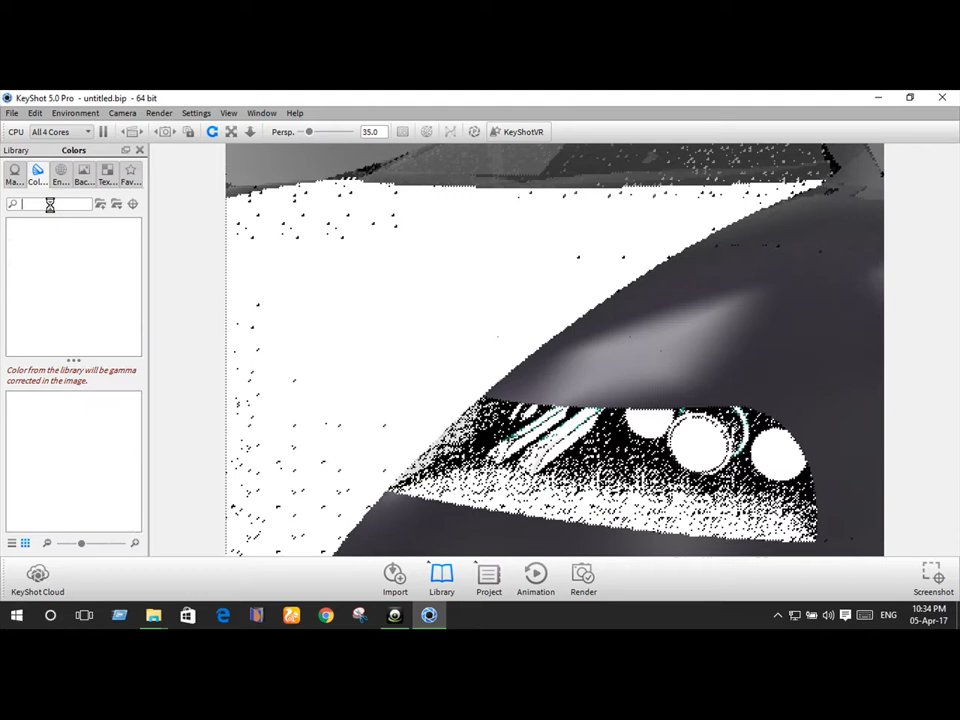 KeyShot 5.0 Pro - untitled.bip - 64 bit
File Edit Environment Camera Render Settings View Window Help
CPU All 4 Cores Persp. 35.0 KeyShotVR
Library Colors
Ma... Col... En... Bac... Tex... Fav...
Color from the library will be gamma
corrected in the image.
KeyShot Cloud Import Library Project Animation Render Screenshot
ENG
10:34 PM
05-Apr-17